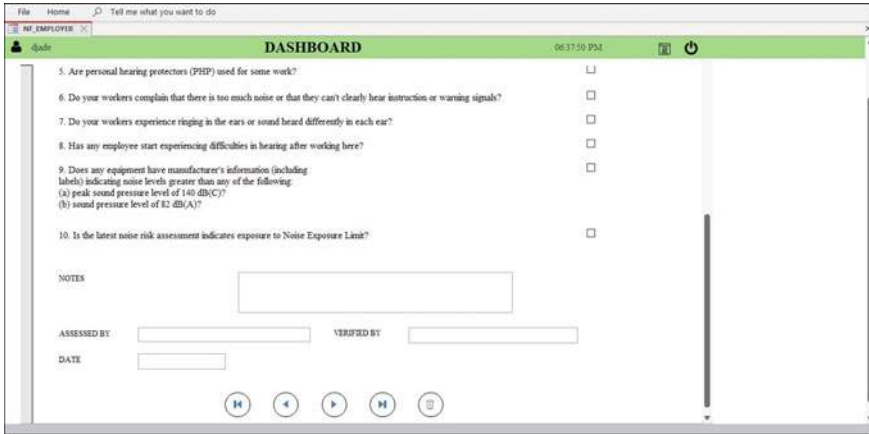 File Home Tell me what you want to do
NF_EMPLOYER
djade DASHBOARD 06:37:50 PM
5. Are personal hearing protectors (PHP) used for some work?
6. Do your workers complain that there is too much noise or that they can't clearly hear instruction or warning signals?
7. Do your workers experience ringing in the ears or sound heard differently in each ear?
8. Has any employee start experiencing difficulties in hearing after working here?
9. Does any equipment have manufacturer's information (including
labels) indicating noise levels greater than any of the following:
(a) peak sound pressure level of 140 dB(C)?
(b) sound pressure level of 82 dB(A)?
10. Is the latest noise risk assessment indicates exposure to Noise Exposure Limit?
NOTES
ASSESSED BY VERIFIED BY
DATE